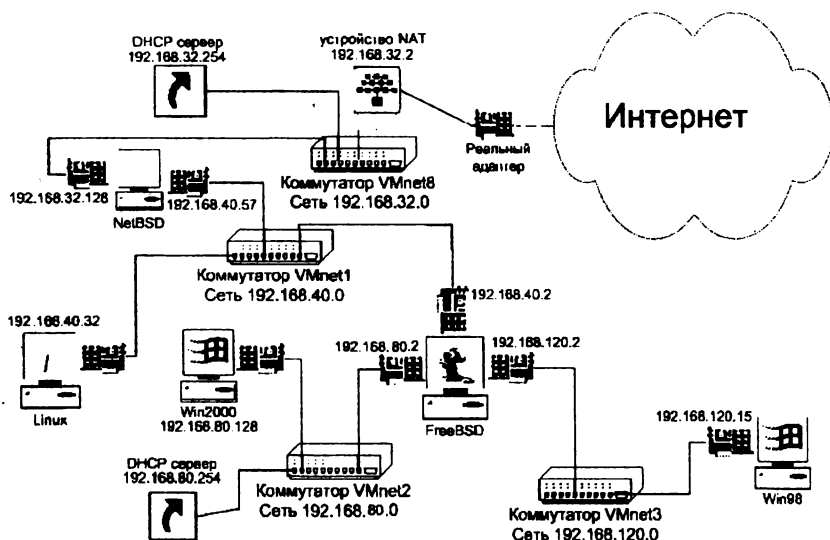 DHCP сервер
192.168.32.254
устройство NAT
192.168.32.2
Интернет
Реальный
адаптер
Коммутатор VMnet8
Сеть 192.168.32.0
192.168.32.128
192.168.40.57
NetBSD
Коммутатор VMnet1
Сеть 192.168.40.0
192.168.40.2
192.168.40.32
192.168.80.2
192.168.120.2
Linux
Win2000
192.168.80.128
FreeBSD
192.168.120.15
Win98
DHCP сервер
192.168.80.254
Коммутатор VMnet2
Сеть 192.168.80.0
Коммутатор VMnet3
Сеть 192.168.120.0